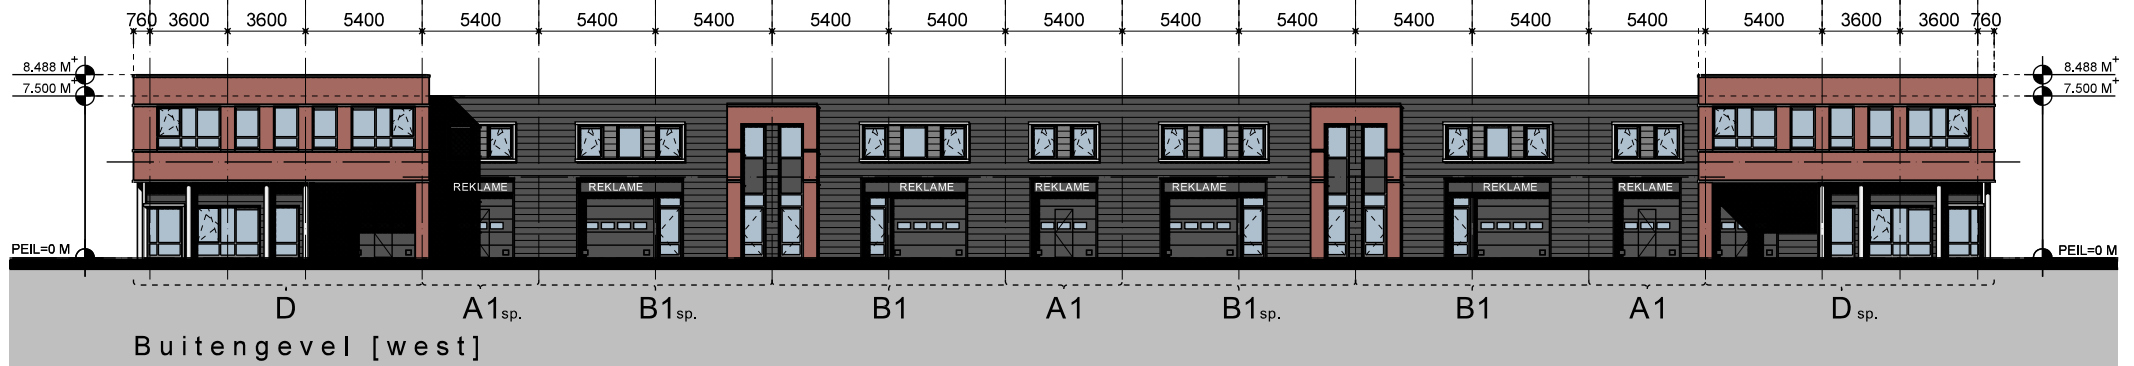 760 3600 3600 5400 5400 5400 5400 5400 5400 5400 5400 5400 5400 5400 5400 3600 3600 760
8.488 M+ 8.488 M+
7.500 M+ 7.500 M+
REKLAME REKLAME REKLAME REKLAME REKLAME REKLAME REKLAME
PEIL=0 M PEIL=0 M
D A1sp. B1sp. B1 A1 B1sp. B1 A1 D sp.
Buitengevel [west]